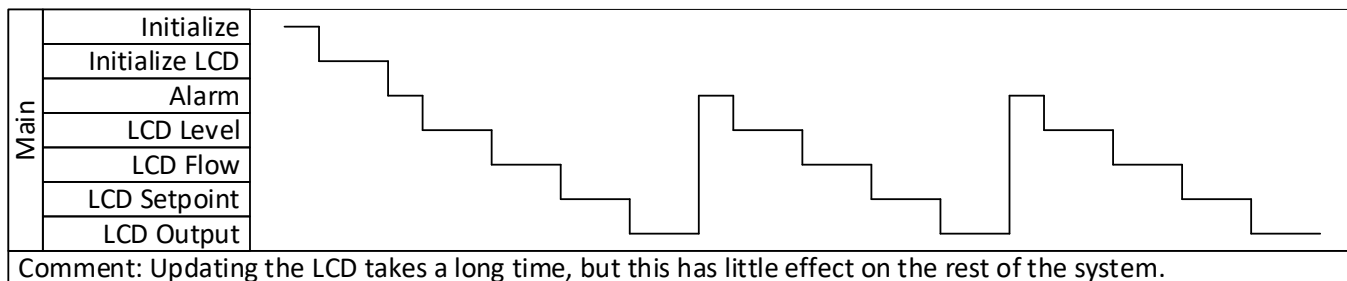 Main
Initialize
Initialize LCD
Alarm
LCD Level
LCD Flow
LCD Setpoint
LCD Output
Comment: Updating the LCD takes a long time, but this has little effect on the rest of the system.